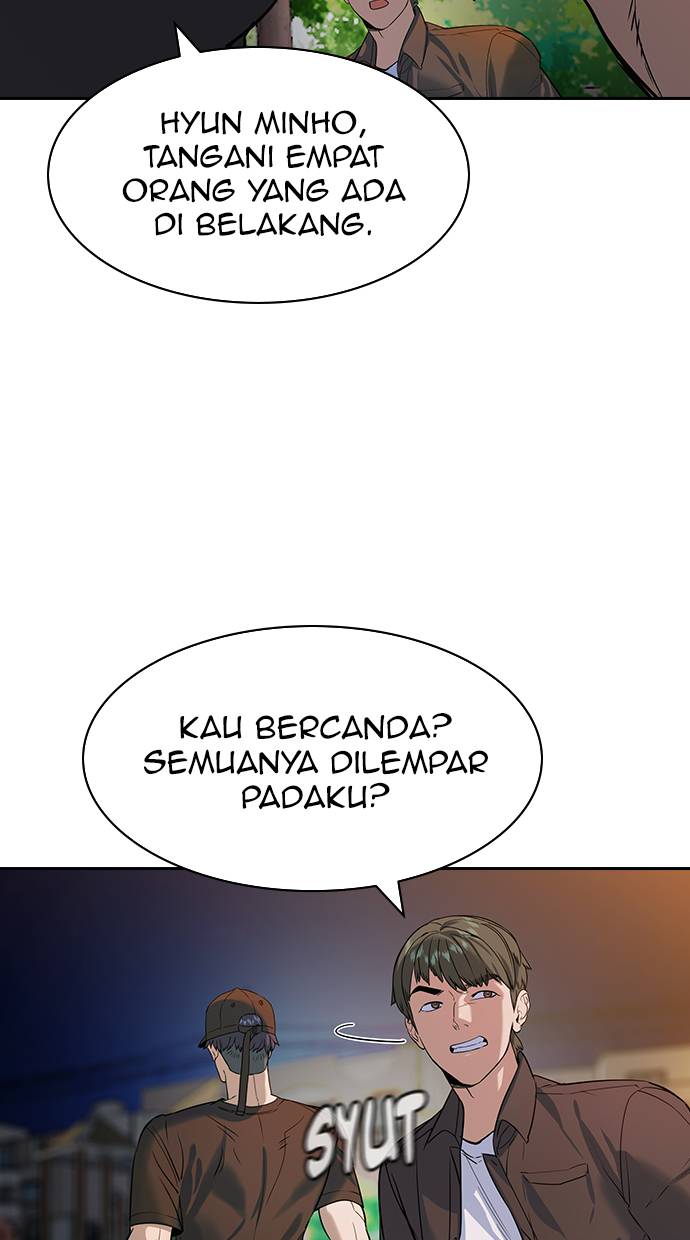 HYUN MINHO,
TANGANI EMPAT
ORANG YANG ADA
DI BELAKANG.
KAU BERCANDA?
SEMUANYA DILEMPAR
PADAKU?
SYUT